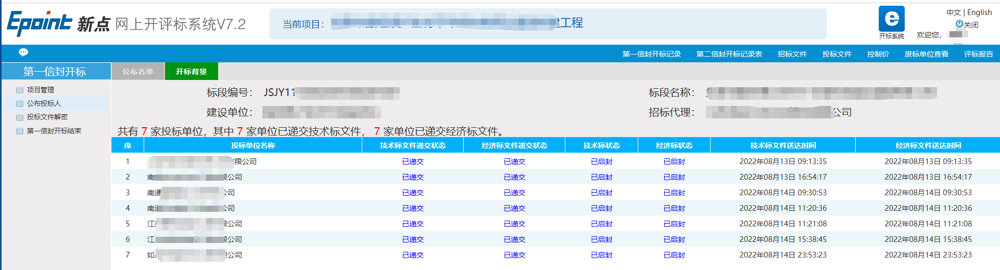 Epoint 新点 网上开评标系统V7.2
当前项目：
工程
开标系统
中文 | English
关闭
欢迎您，
第一信封开标记录 第二信封开标记录表 招标文件 投标文件 控制价 废标单位查看 评标报告
第一信封开标
项目管理
公布投标人
投标文件解密
第一信封开标结束
公布名单 开标背景
标段编号： JSJY11 标段名称：
建设单位： 招标代理： 公司
共有 7 家投标单位，其中 7 家单位已递交技术标文件， 7 家单位已递交经济标文件。
序 投标单位名称 技术标文件递交状态 经济标文件递交状态 技术标状态 经济标状态 技术标文件送达时间 经济标文件送达时间
1 限公司 已递交 已递交 已启封 已启封 2022年08月13日 09:13:35 2022年08月13日 09:13:35
2 南 限公司 已递交 已递交 已启封 已启封 2022年08月13日 16:54:17 2022年08月13日 16:54:17
3 南通 公司 已递交 已递交 已启封 已启封 2022年08月14日 09:30:53 2022年08月14日 09:30:53
4 南通 公司 已递交 已递交 已启封 已启封 2022年08月14日 11:20:36 2022年08月14日 11:20:36
5 江 限公司 已递交 已递交 已启封 已启封 2022年08月14日 11:21:08 2022年08月14日 11:21:08
6 江 限公司 已递交 已递交 已启封 已启封 2022年08月14日 15:38:45 2022年08月14日 15:38:45
7 如 限公司 已递交 已递交 已启封 已启封 2022年08月14日 23:53:23 2022年08月14日 23:53:23